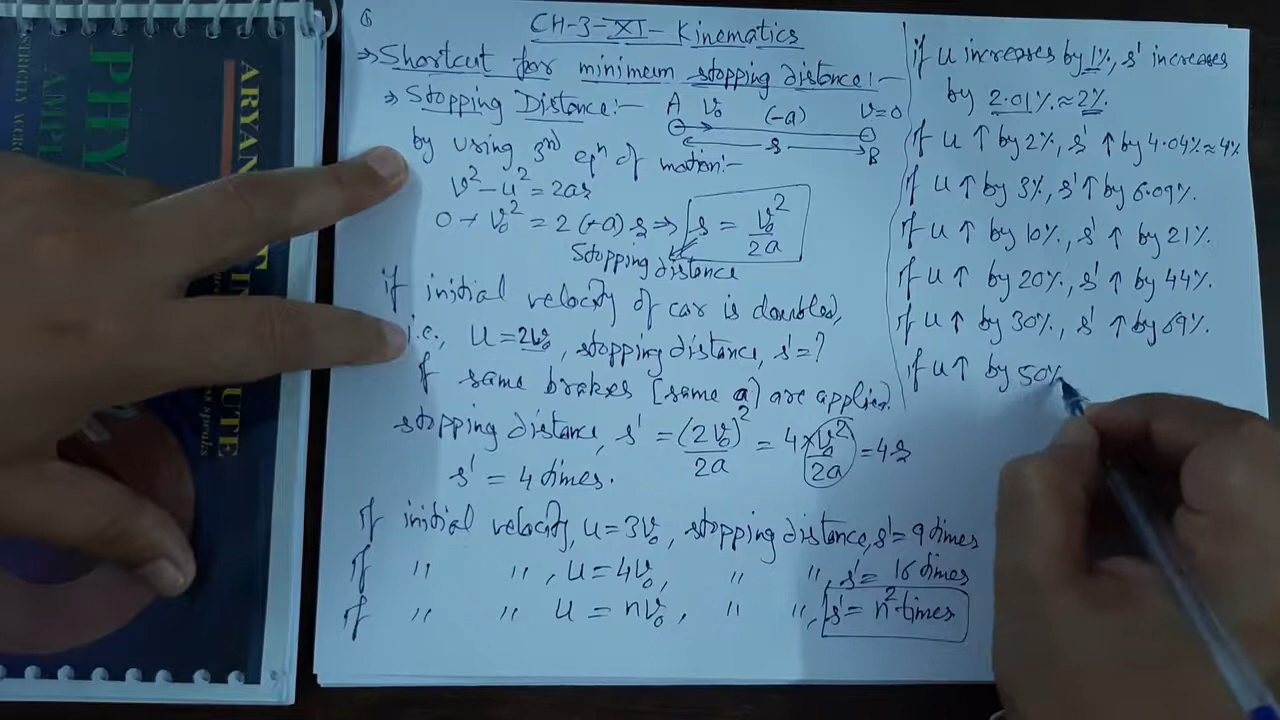 CH-3-XI- Kinematics
⇒ Shortcut for minimum stopping distance:-
⇒ Stopping Distance:- A v₀ (-a) v=0
s B
by using 3rd eqn of motion:-
v² - u² = 2as
0 - v₀² = 2(-a) s ⇒ s = v₀²/2a
Stopping distance
if initial velocity of car is doubled,
i.e., u = 2v₀, stopping distance, s' = ?
If same brakes [same a] are applied.
stopping distance, s' = (2v₀)²/2a = 4 × v₀²/2a = 4s
s' = 4 times.
if initial velocity, u = 3v₀, stopping distance, s' = 9 times
if " ", u = 4v₀, " ", s' = 16 times
if " " u = nv₀, " ", s' = n² times
if u increases by 1%, s' increases
by 2.01% ≈ 2%.
if u ↑ by 2%, s' ↑ by 4.04% ≈ 4%
if u ↑ by 3%, s' ↑ by 6.09%.
if u ↑ by 10%, s' ↑ by 21%.
if u ↑ by 20%, s' ↑ by 44%.
if u ↑ by 30%, s' ↑ by 69%.
if u ↑ by 50%
ARYAN
PHY